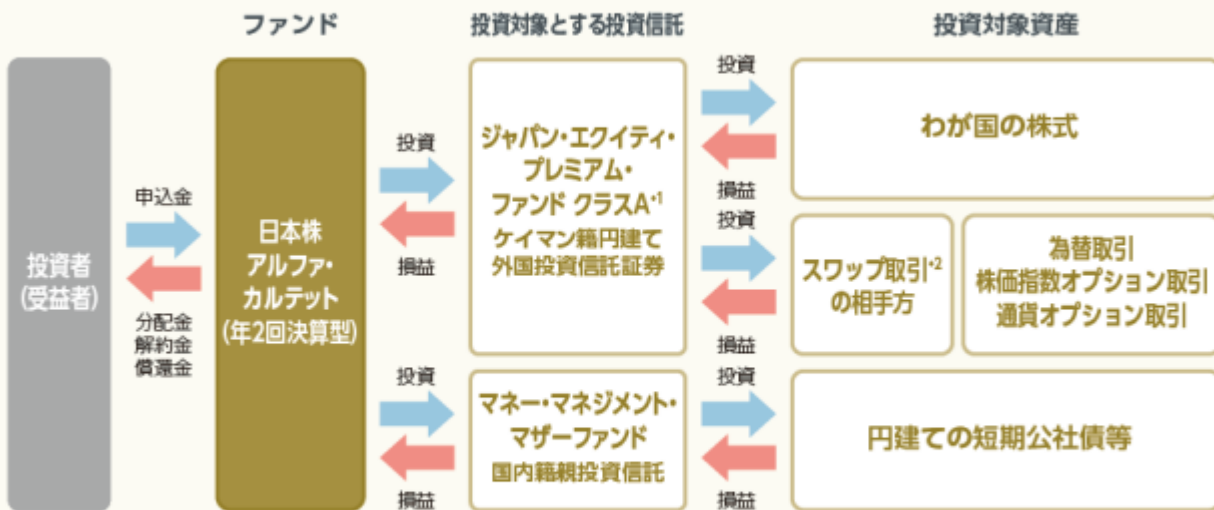 ファンド
投資対象とする投資信託
投資対象資産
投資者
(受益者)
申込金
分配金
解約金
償還金
日本株
アルファ・
カルテット
(年2回決算型)
投資
損益
ジャパン・エクイティ・
プレミアム・
ファンド クラスA*1
ケイマン籍円建て
外国投資信託証券
投資
損益
わが国の株式
投資
損益
スワップ取引*2
の相手方
為替取引
株価指数オプション取引
通貨オプション取引
投資
損益
マネー・マネジメント・
マザーファンド
国内籍親投資信託
投資
損益
円建ての短期公社債等